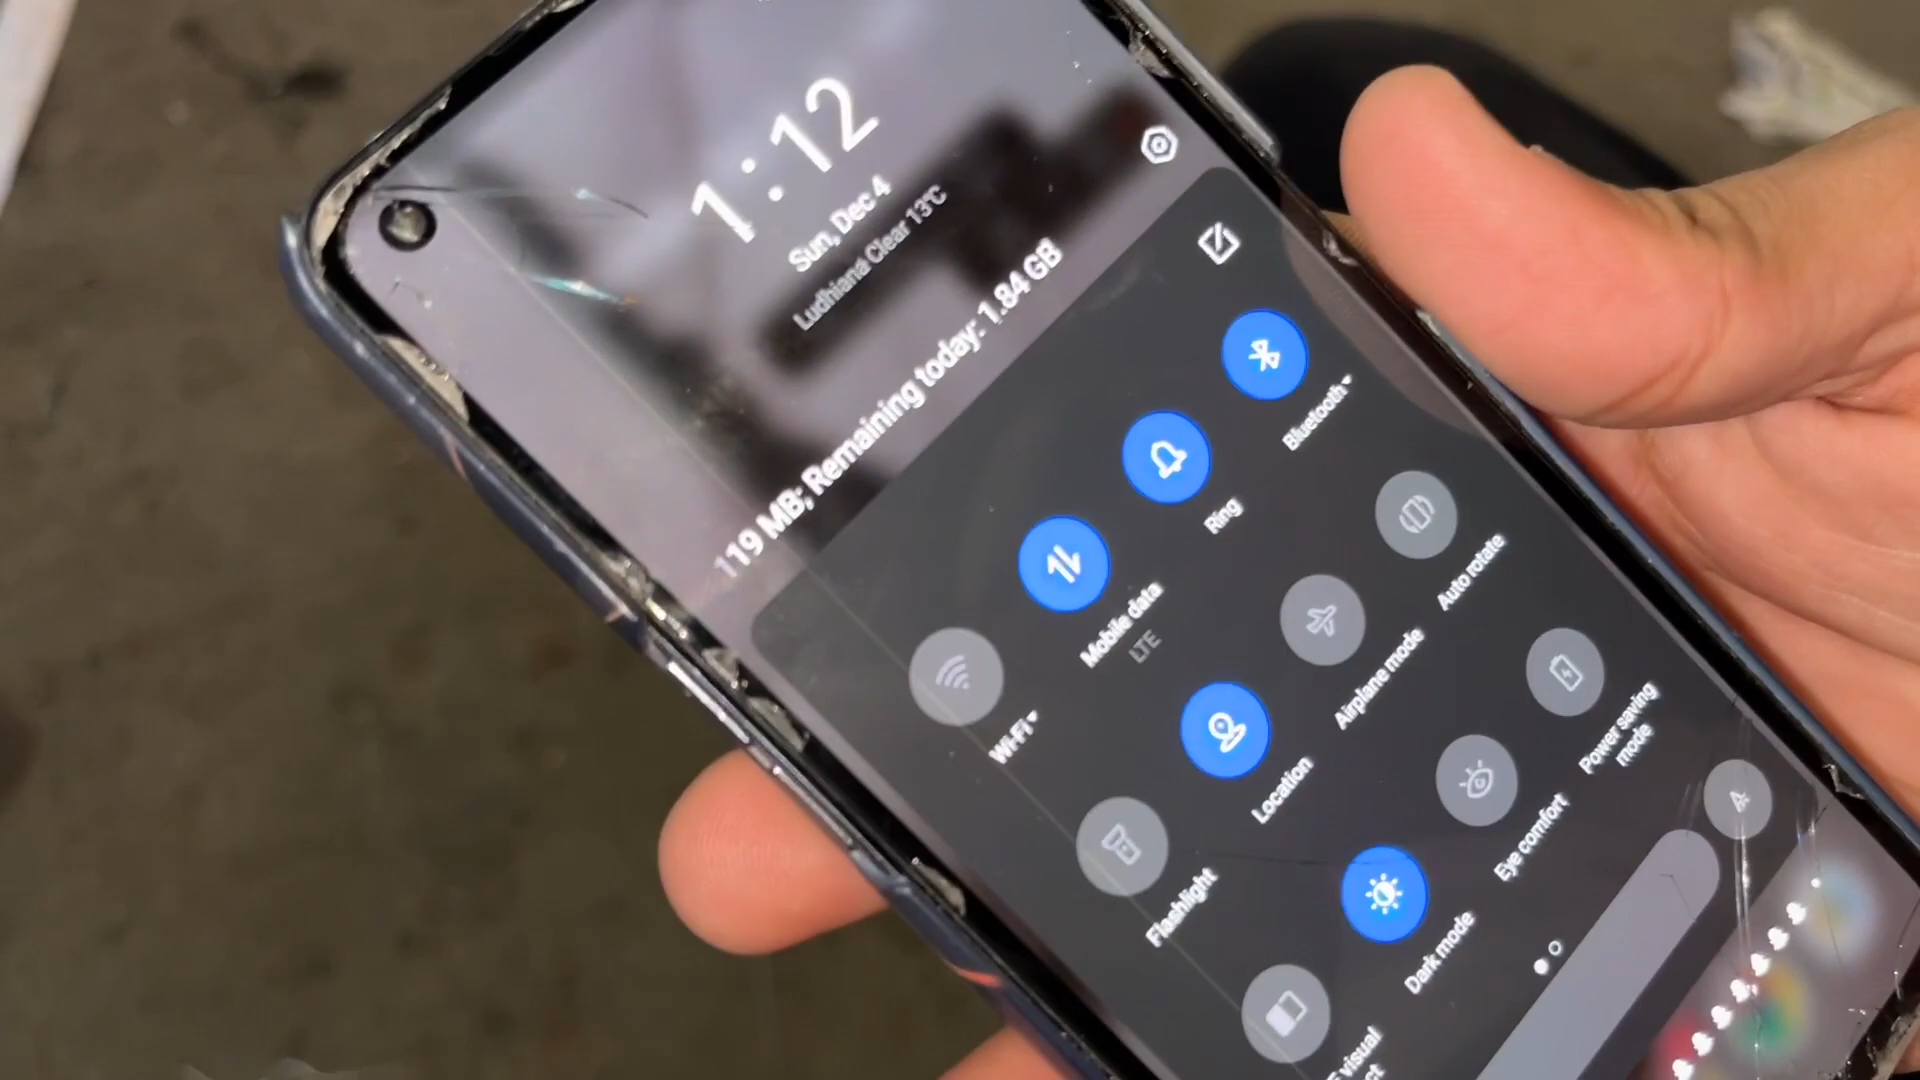 1:12
Sun, Dec 4
Ludhiana Clear 13°C
119 MB; Remaining today: 1.84 GB
Wi-Fi
Mobile data
LTE
Ring
Bluetooth
Flashlight
Location
Airplane mode
Auto rotate
visual
Dark mode
Eye comfort
Power saving
mode
A